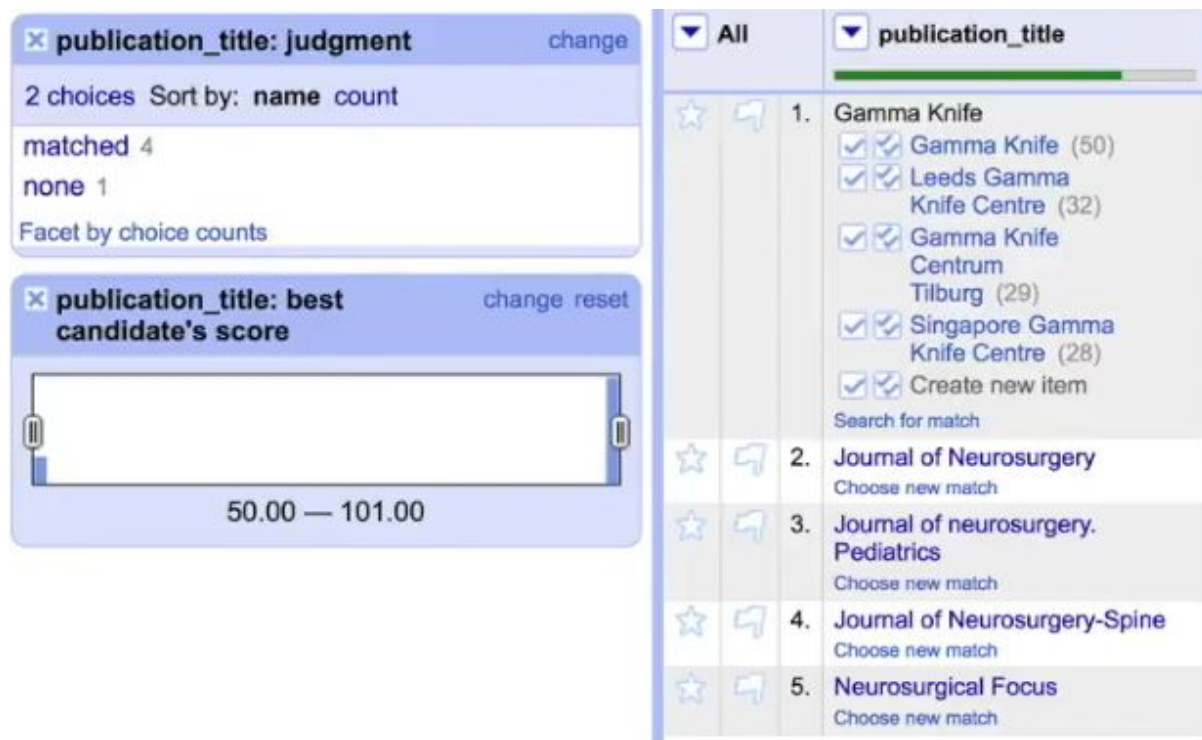 publication_title: judgment change
2 choices Sort by: name count
matched 4
none 1
Facet by choice counts
publication_title: best change reset
candidate's score
50.00 — 101.00
All publication_title
1. Gamma Knife
Gamma Knife (50)
Leeds Gamma
Knife Centre (32)
Gamma Knife
Centrum
Tilburg (29)
Singapore Gamma
Knife Centre (28)
Create new item
Search for match
2. Journal of Neurosurgery
Choose new match
3. Journal of neurosurgery.
Pediatrics
Choose new match
4. Journal of Neurosurgery-Spine
Choose new match
5. Neurosurgical Focus
Choose new match